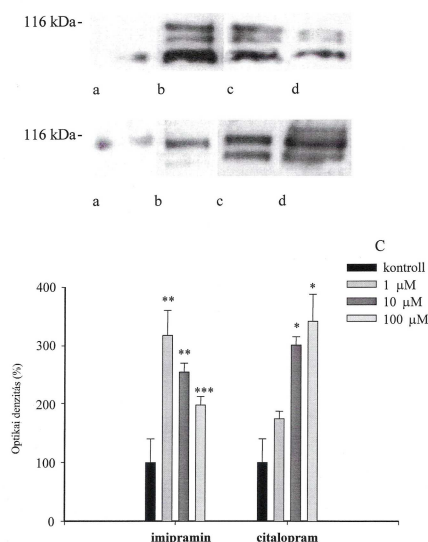 116 kDa-
a b c d
116 kDa-
a b c d
C
kontroll
1 µM
10 µM
100 µM
Optikai denzitás (%)
400
300
200
100
0
** ** *** * *
imipramin citalopram